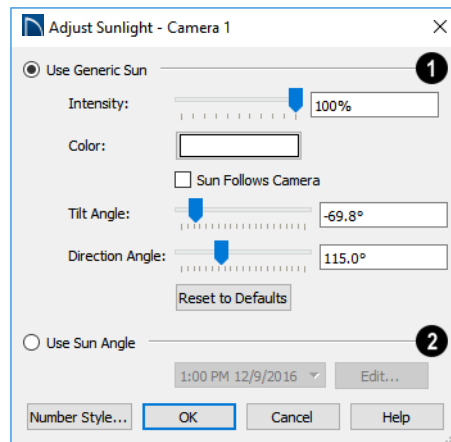 Adjust Sunlight - Camera 1
Use Generic Sun
1
Intensity:
100%
Color:
Sun Follows Camera
Tilt Angle:
-69.8°
Direction Angle:
115.0°
Reset to Defaults
Use Sun Angle
2
1:00 PM 12/9/2016
Edit...
Number Style... OK Cancel Help